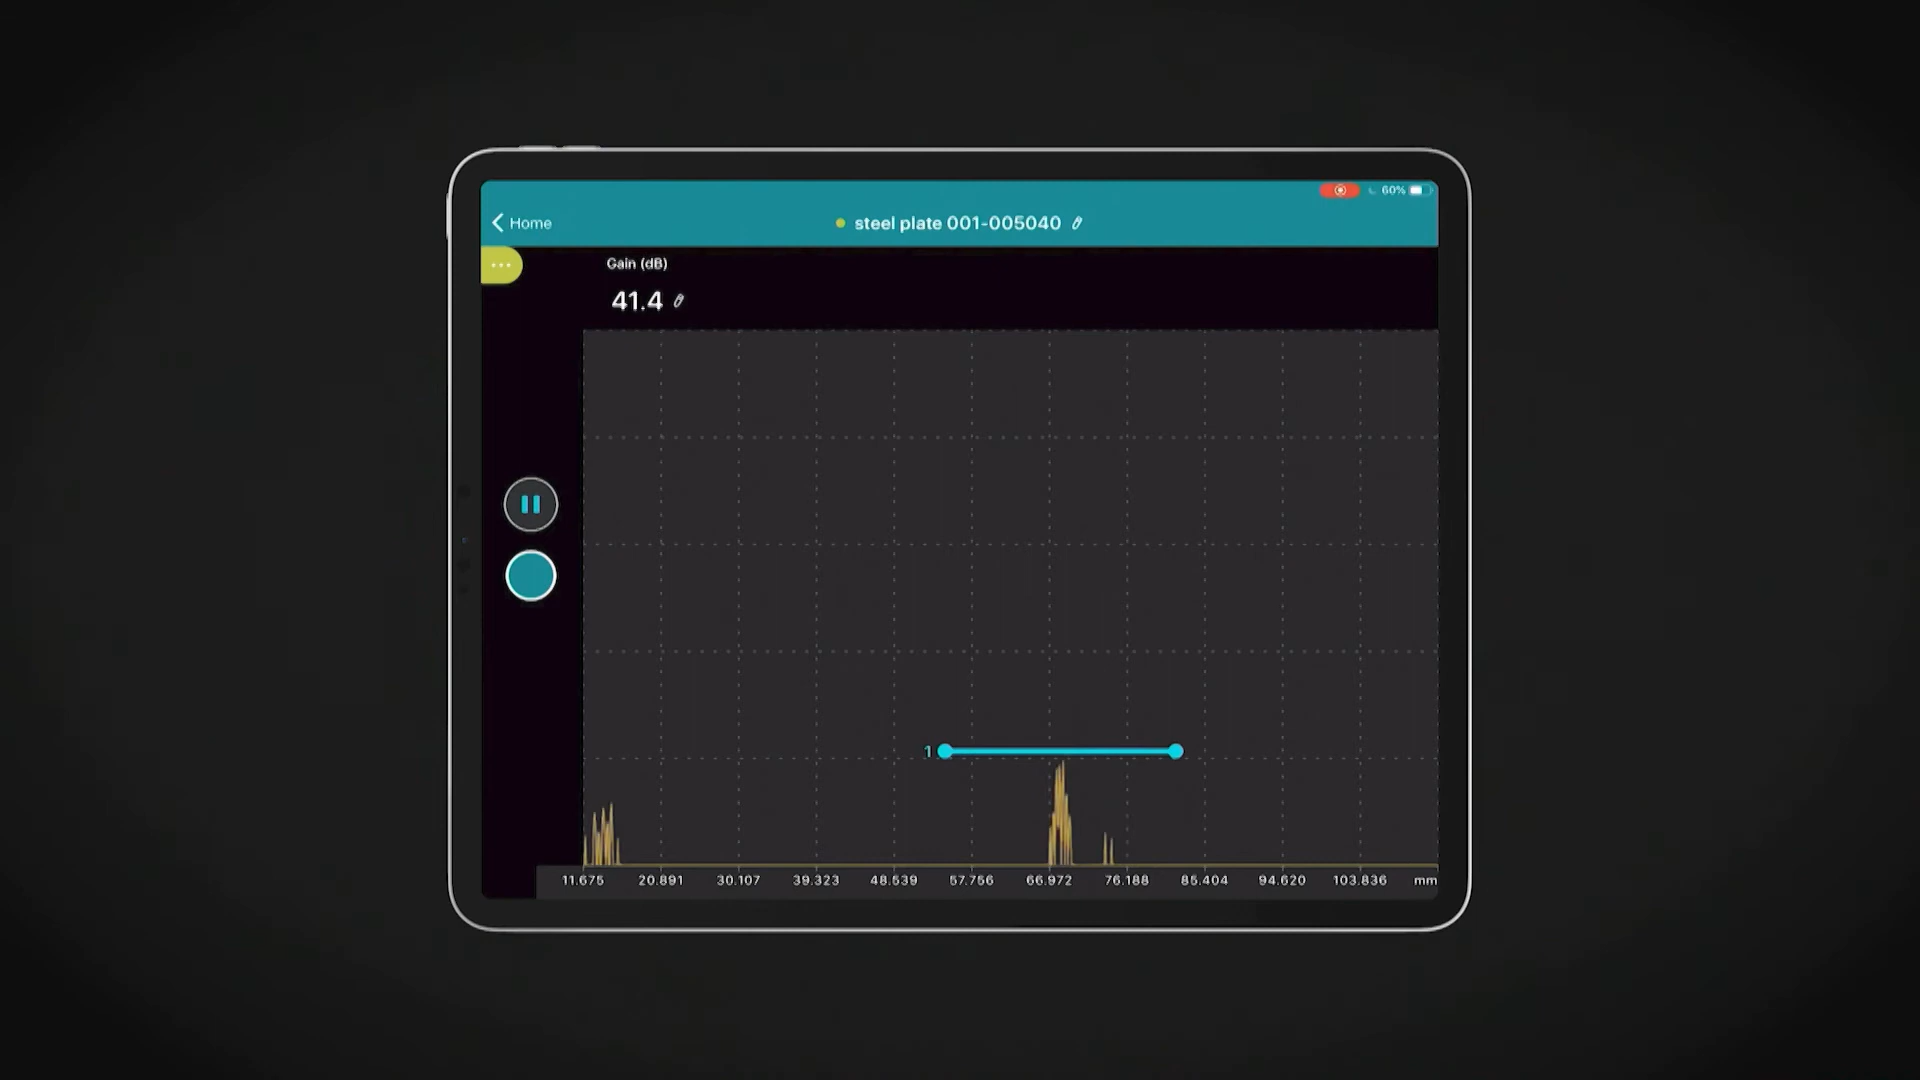 60%
Home
steel plate 001-005040
Gain (dB)
41.4
1
11.675 20.891 30.107 39.323 48.539 57.756 66.972 76.188 85.404 94.620 103.836 mm